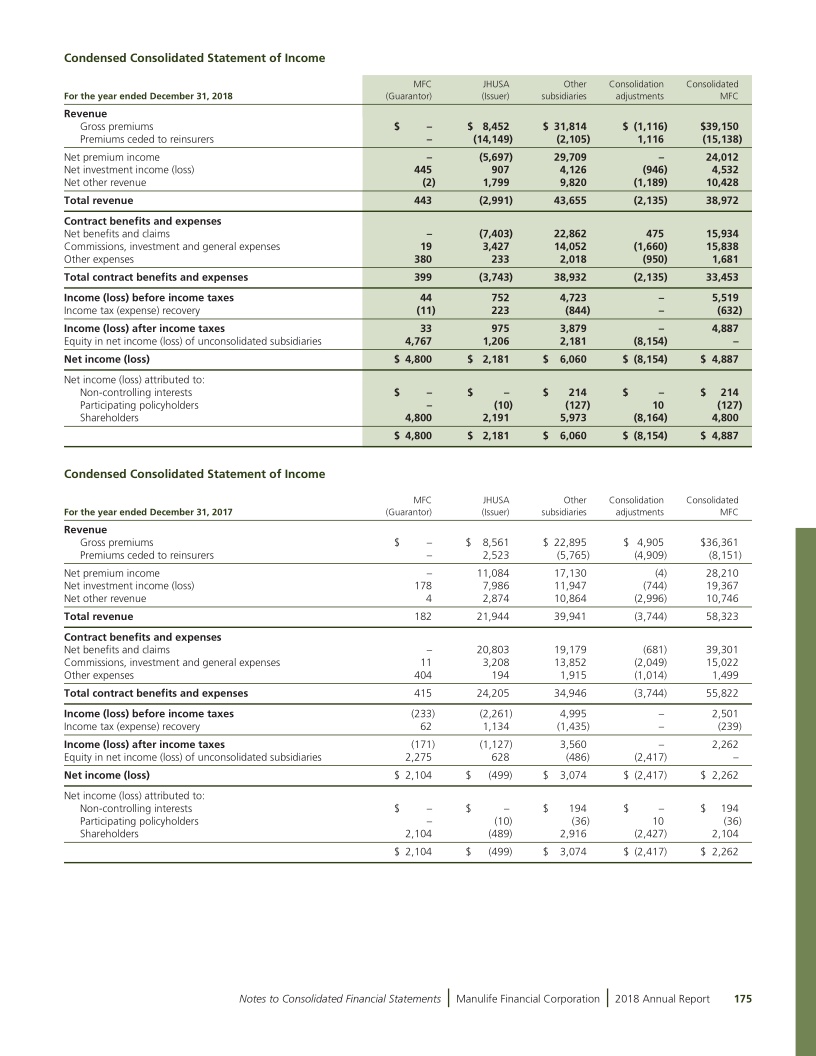 Condensed Consolidated Statement of Income
For the year ended December 31, 2018 MFC (Guarantor) JHUSA (Issuer) Other subsidiaries Consolidation adjustments Consolidated MFC
Revenue
Gross premiums $ – $ 8,452 $ 31,814 $ (1,116) $39,150
Premiums ceded to reinsurers – (14,149) (2,105) 1,116 (15,138)
Net premium income – (5,697) 29,709 – 24,012
Net investment income (loss) 445 907 4,126 (946) 4,532
Net other revenue (2) 1,799 9,820 (1,189) 10,428
Total revenue 443 (2,991) 43,655 (2,135) 38,972
Contract benefits and expenses
Net benefits and claims – (7,403) 22,862 475 15,934
Commissions, investment and general expenses 19 3,427 14,052 (1,660) 15,838
Other expenses 380 233 2,018 (950) 1,681
Total contract benefits and expenses 399 (3,743) 38,932 (2,135) 33,453
Income (loss) before income taxes 44 752 4,723 – 5,519
Income tax (expense) recovery (11) 223 (844) – (632)
Income (loss) after income taxes 33 975 3,879 – 4,887
Equity in net income (loss) of unconsolidated subsidiaries 4,767 1,206 2,181 (8,154) –
Net income (loss) $ 4,800 $ 2,181 $ 6,060 $ (8,154) $ 4,887
Net income (loss) attributed to:
Non-controlling interests $ – $ – $ 214 $ – $ 214
Participating policyholders – (10) (127) 10 (127)
Shareholders 4,800 2,191 5,973 (8,164) 4,800
$ 4,800 $ 2,181 $ 6,060 $ (8,154) $ 4,887
Condensed Consolidated Statement of Income
For the year ended December 31, 2017 MFC (Guarantor) JHUSA (Issuer) Other subsidiaries Consolidation adjustments Consolidated MFC
Revenue
Gross premiums $ – $ 8,561 $ 22,895 $ 4,905 $36,361
Premiums ceded to reinsurers – 2,523 (5,765) (4,909) (8,151)
Net premium income – 11,084 17,130 (4) 28,210
Net investment income (loss) 178 7,986 11,947 (744) 19,367
Net other revenue 4 2,874 10,864 (2,996) 10,746
Total revenue 182 21,944 39,941 (3,744) 58,323
Contract benefits and expenses
Net benefits and claims – 20,803 19,179 (681) 39,301
Commissions, investment and general expenses 11 3,208 13,852 (2,049) 15,022
Other expenses 404 194 1,915 (1,014) 1,499
Total contract benefits and expenses 415 24,205 34,946 (3,744) 55,822
Income (loss) before income taxes (233) (2,261) 4,995 – 2,501
Income tax (expense) recovery 62 1,134 (1,435) – (239)
Income (loss) after income taxes (171) (1,127) 3,560 – 2,262
Equity in net income (loss) of unconsolidated subsidiaries 2,275 628 (486) (2,417) –
Net income (loss) $ 2,104 $ (499) $ 3,074 $ (2,417) $ 2,262
Net income (loss) attributed to:
Non-controlling interests $ – $ – $ 194 $ – $ 194
Participating policyholders – (10) (36) 10 (36)
Shareholders 2,104 (489) 2,916 (2,427) 2,104
$ 2,104 $ (499) $ 3,074 $ (2,417) $ 2,262
Notes to Consolidated Financial Statements | Manulife Financial Corporation | 2018 Annual Report 175